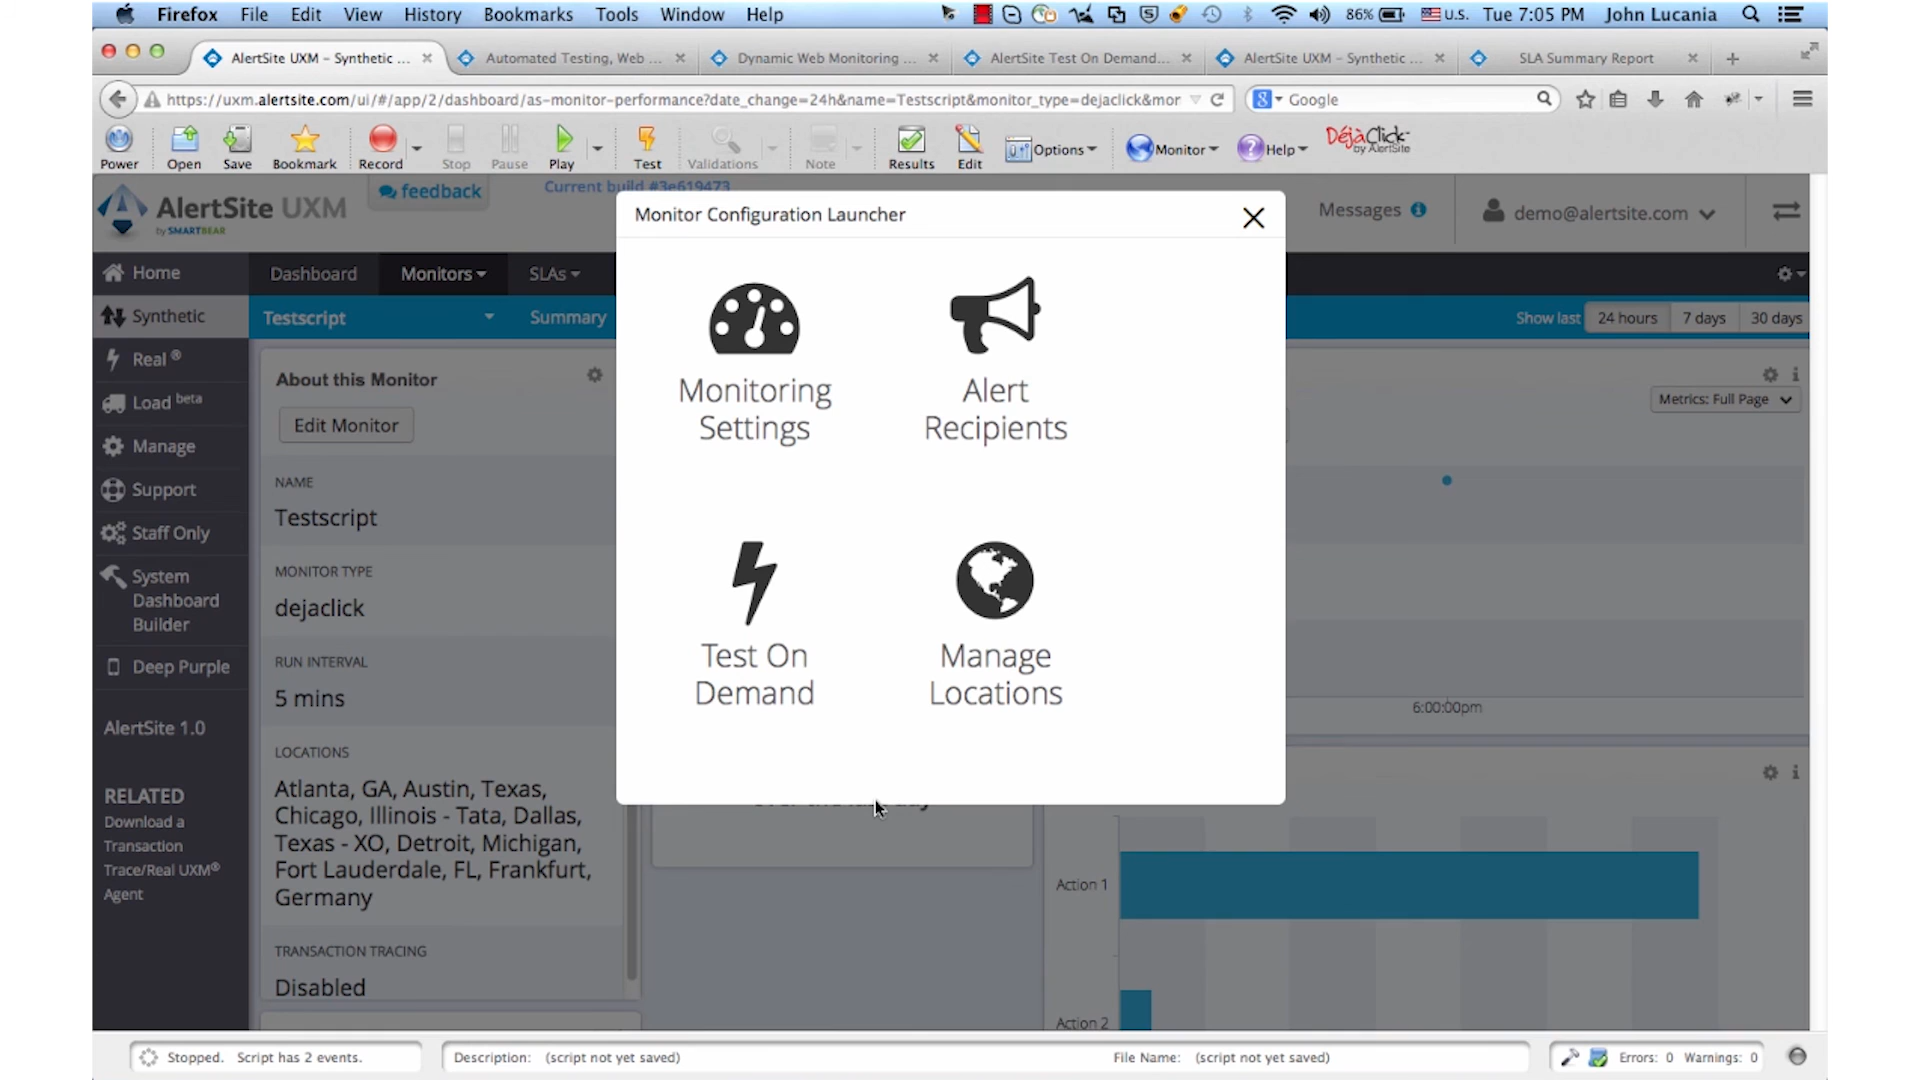 Firefox File Edit View History Bookmarks Tools Window Help 86% U.S. Tue 7:05 PM John Lucania
AlertSite UXM – Synthetic ... Automated Testing, Web ... Dynamic Web Monitoring ... AlertSite Test On Demand... AlertSite UXM – Synthetic ... SLA Summary Report
https://uxm.alertsite.com/ui/#/app/2/dashboard/as-monitor-performance?date_change=24h&name=Testscript&monitor_type=dejaclick&mor Google
Power Open Save Bookmark Record Stop Pause Play Test Validations Note Results Edit Options Monitor Help DéjàClick
by AlertSite
AlertSite UXM
by SMARTBEAR
feedback
Current build #3e619473
Messages
demo@alertsite.com
Home
Dashboard Monitors SLAs
Synthetic
Testscript Summary
Show last 24 hours 7 days 30 days
Real ®
Load beta
Manage
Support
Staff Only
System
Dashboard
Builder
Deep Purple
AlertSite 1.0
RELATED
Download a
Transaction
Trace/Real UXM®
Agent
About this Monitor
Edit Monitor
NAME
Testscript
MONITOR TYPE
dejaclick
RUN INTERVAL
5 mins
LOCATIONS
Atlanta, GA, Austin, Texas,
Chicago, Illinois - Tata, Dallas,
Texas - XO, Detroit, Michigan,
Fort Lauderdale, FL, Frankfurt,
Germany
TRANSACTION TRACING
Disabled
Monitor Configuration Launcher
Monitoring
Settings
Alert
Recipients
Test On
Demand
Manage
Locations
Metrics: Full Page
6:00:00pm
Action 1
Action 2
Stopped. Script has 2 events.
Description: (script not yet saved)
File Name: (script not yet saved)
Errors: 0 Warnings: 0